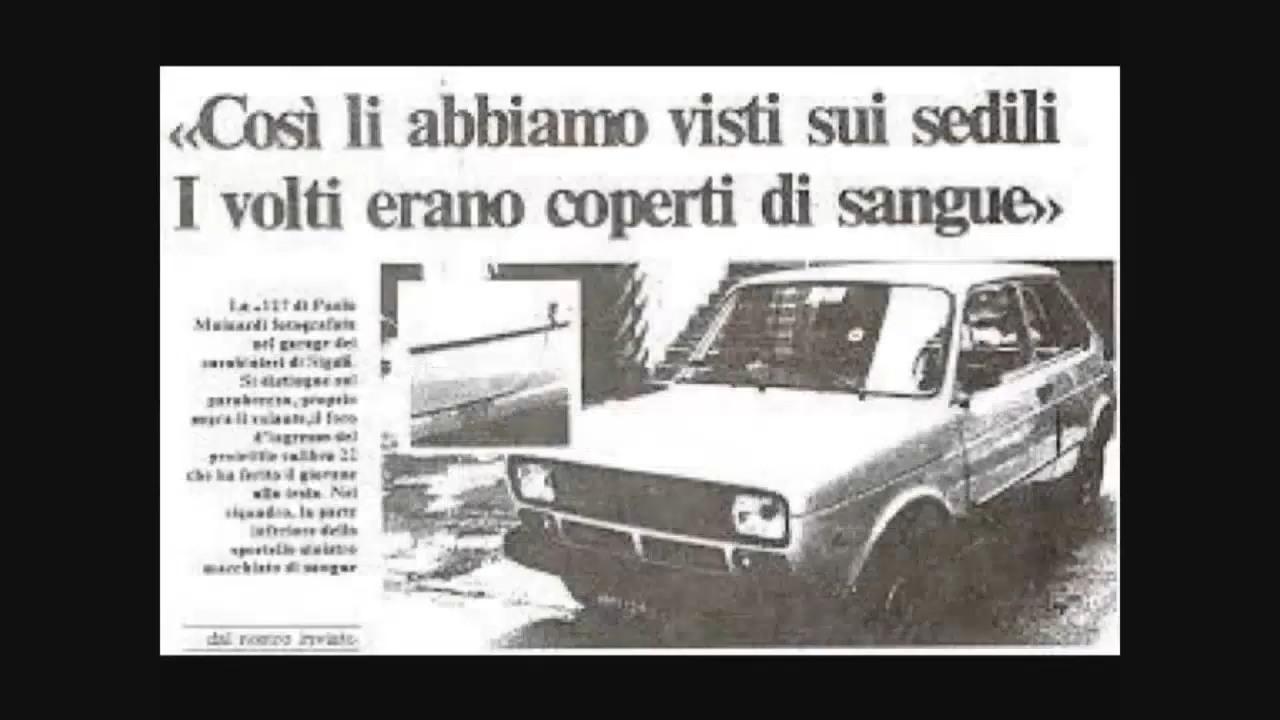 «Così li abbiamo visti sui sedili
I volti erano coperti di sangue»
La «127 di Paolo
Mainardi fotografata
nel garage dei
carabinieri di Signa.
Si distingue sul
parabrezza, proprio
sopra il volante, il foro
d'ingresso del
proiettile calibro 22
che ha ferito il giovane
alla testa. Nel
riquadro, la parte
inferiore dello
sportello sinistro
macchiato di sangue
dal nostro inviato